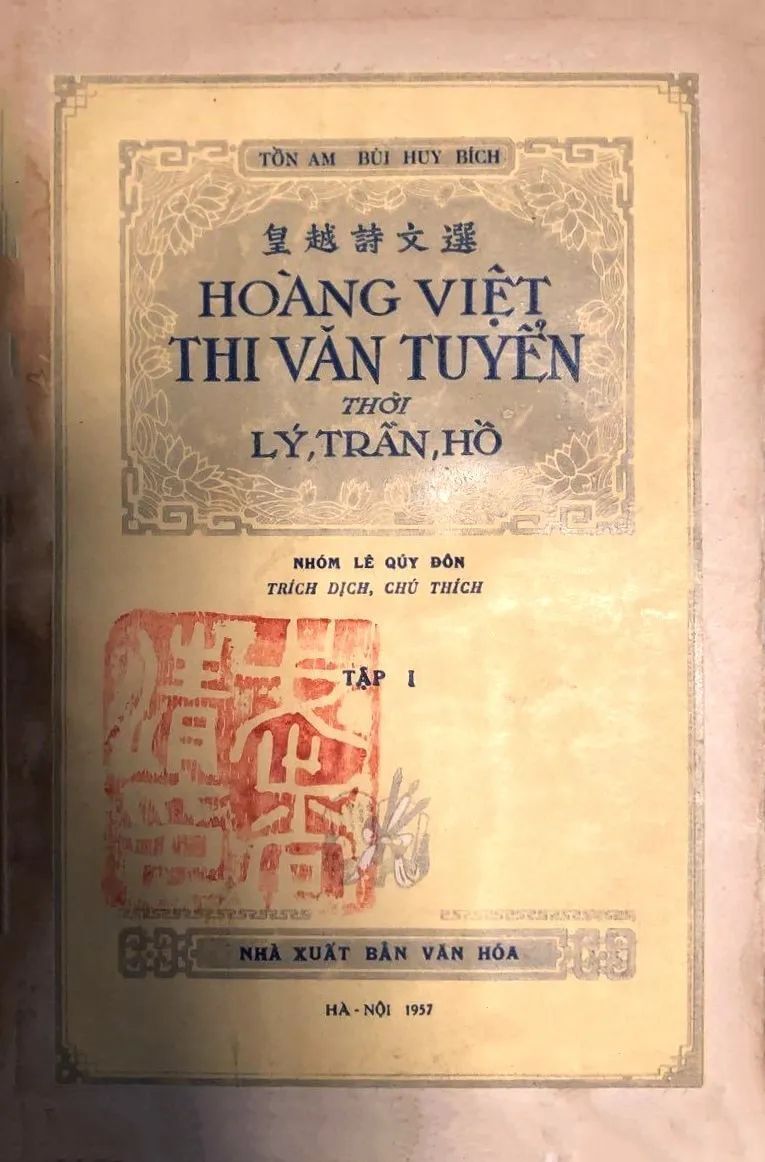 TỒN AM BÙI HUY BÍCH
皇越詩文選
HOÀNG VIỆT
THI VĂN TUYỂN
THỜI
LÝ, TRẦN, HỒ
NHÓM LÊ QÚY ĐÔN
TRÍCH DỊCH, CHÚ THÍCH
TẬP I
NHÀ XUẤT BẢN VĂN HÓA
HÀ-NỘI 1957